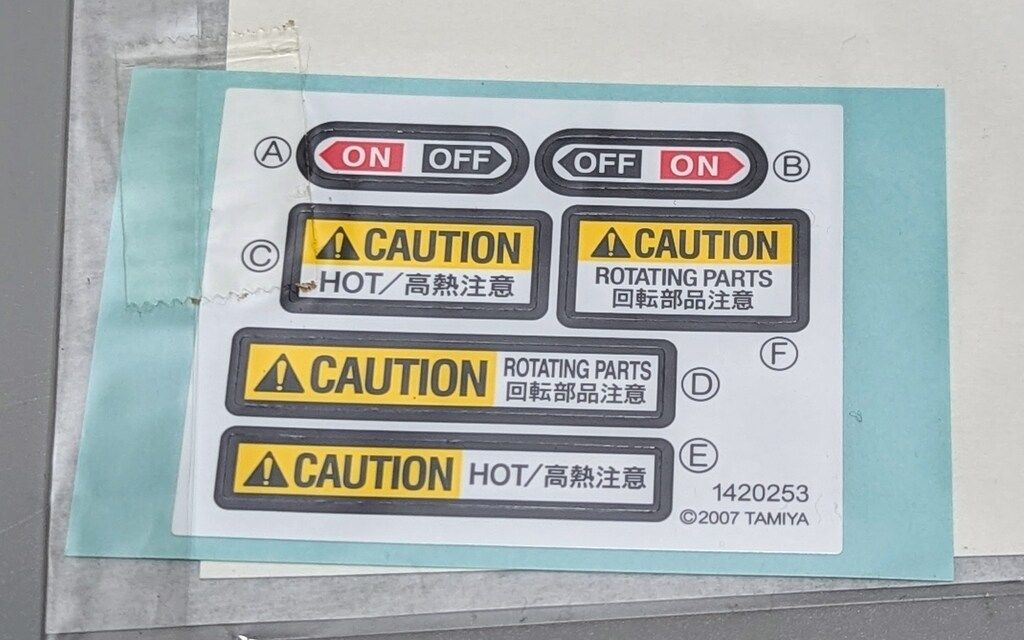 Ⓐ ON OFF OFF ON Ⓑ
Ⓒ CAUTION
HOT/高熱注意
CAUTION
ROTATING PARTS
回転部品注意
Ⓕ
CAUTION ROTATING PARTS
回転部品注意
Ⓓ
CAUTION HOT/高熱注意
Ⓔ
1420253
©2007 TAMIYA